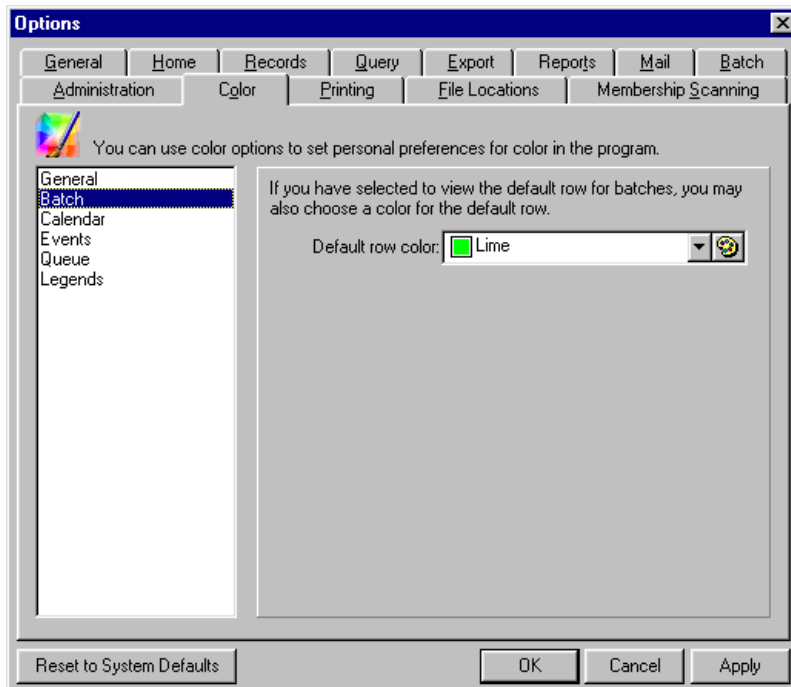 Options
General Home Records Query Export Reports Mail Batch
Administration Color Printing File Locations Membership Scanning
You can use color options to set personal preferences for color in the program.
General
Batch
Calendar
Events
Queue
Legends
If you have selected to view the default row for batches, you may
also choose a color for the default row.
Default row color: Lime
Reset to System Defaults OK Cancel Apply